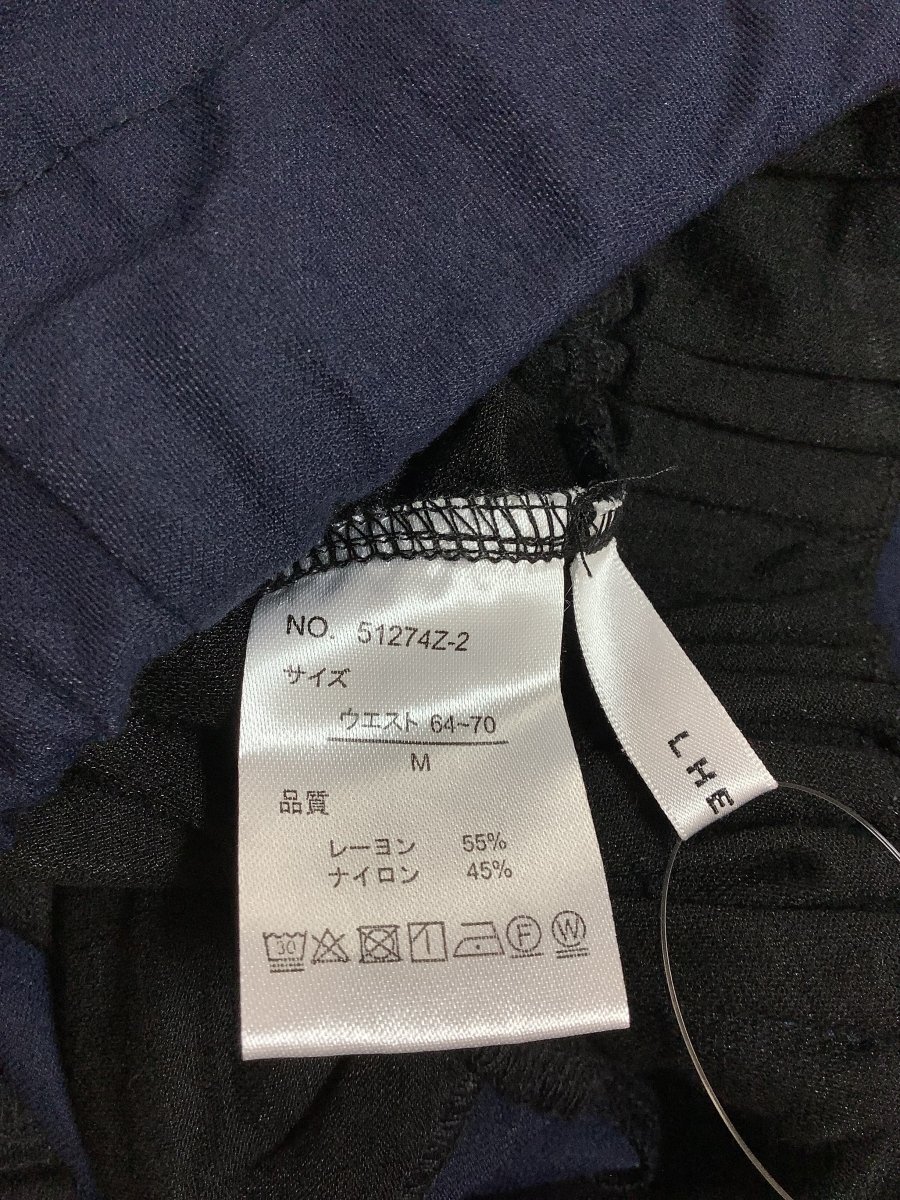 NO. 51274Z-2
サイズ
ウエスト 64~70
M
品質
レーヨン 55%
ナイロン 45%
30
F
W
LHE